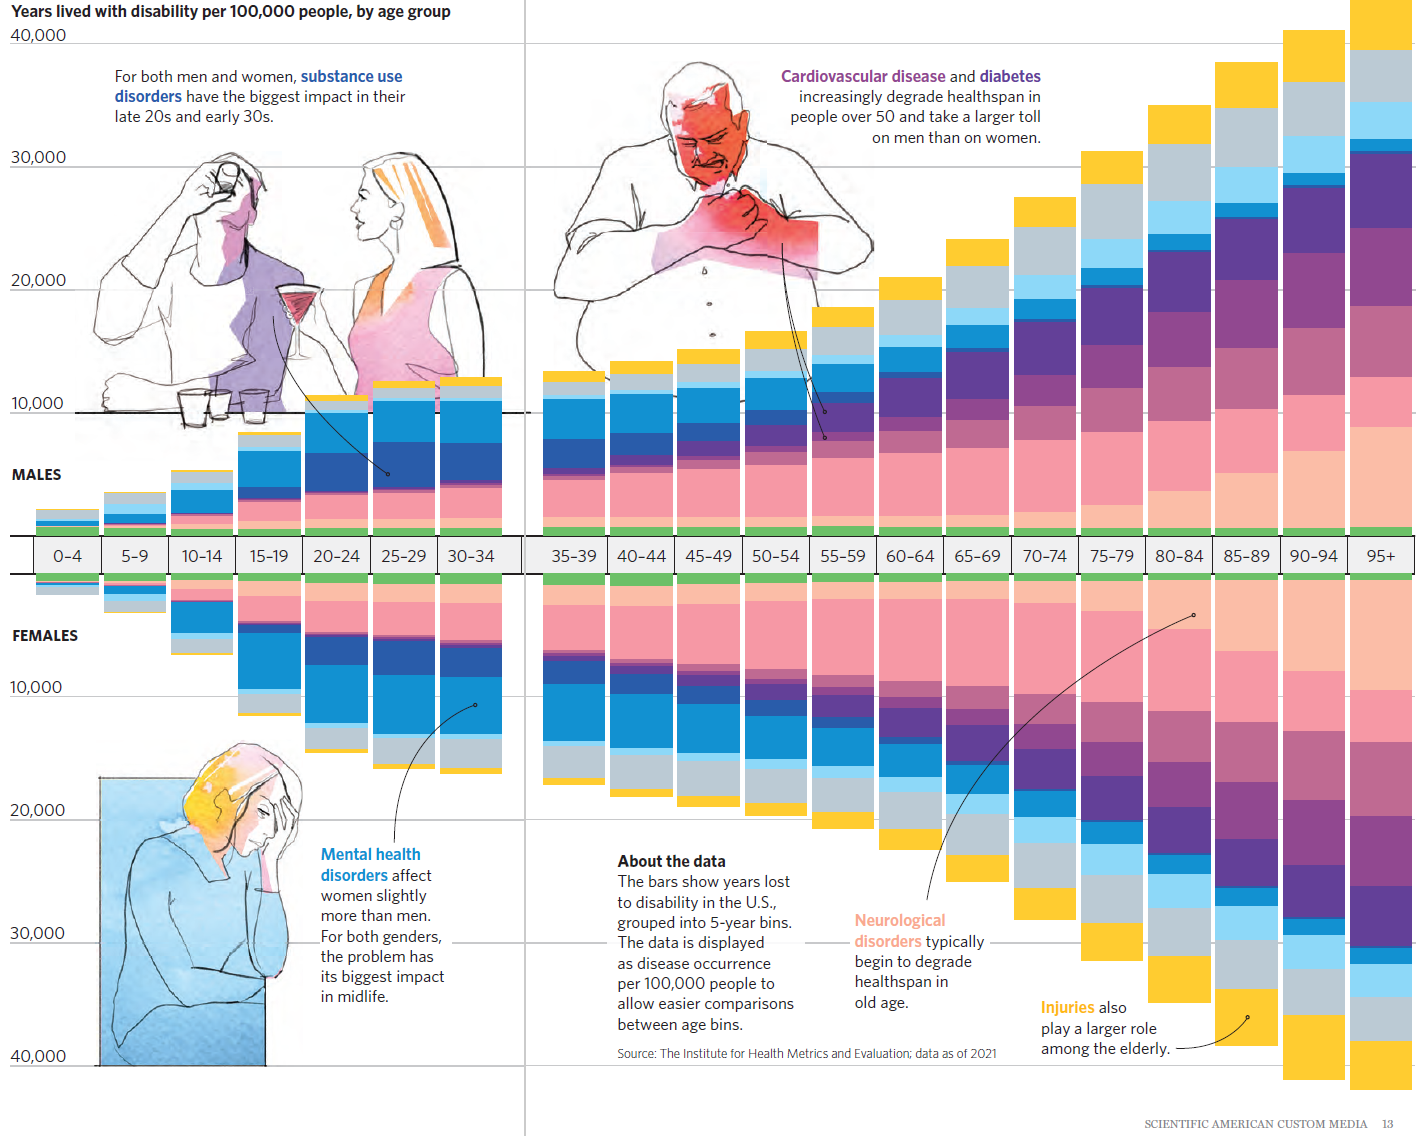 Years lived with disability per 100,000 people, by age group
40,000
For both men and women, substance use
disorders have the biggest impact in their
late 20s and early 30s.
Cardiovascular disease and diabetes
increasingly degrade healthspan in
people over 50 and take a larger toll
on men than on women.
30,000
20,000
10,000
MALES
0–4 5–9 10–14 15–19 20–24 25–29 30–34 35–39 40–44 45–49 50–54 55–59 60–64 65–69 70–74 75–79 80–84 85–89 90–94 95+
FEMALES
10,000
20,000
30,000
40,000
Mental health
disorders affect
women slightly
more than men.
For both genders,
the problem has
its biggest impact
in midlife.
About the data
The bars show years lost
to disability in the U.S.,
grouped into 5-year bins.
The data is displayed
as disease occurrence
per 100,000 people to
allow easier comparisons
between age bins.
Source: The Institute for Health Metrics and Evaluation; data as of 2021
Neurological
disorders typically
begin to degrade
healthspan in
old age.
Injuries also
play a larger role
among the elderly.
SCIENTIFIC AMERICAN CUSTOM MEDIA 13